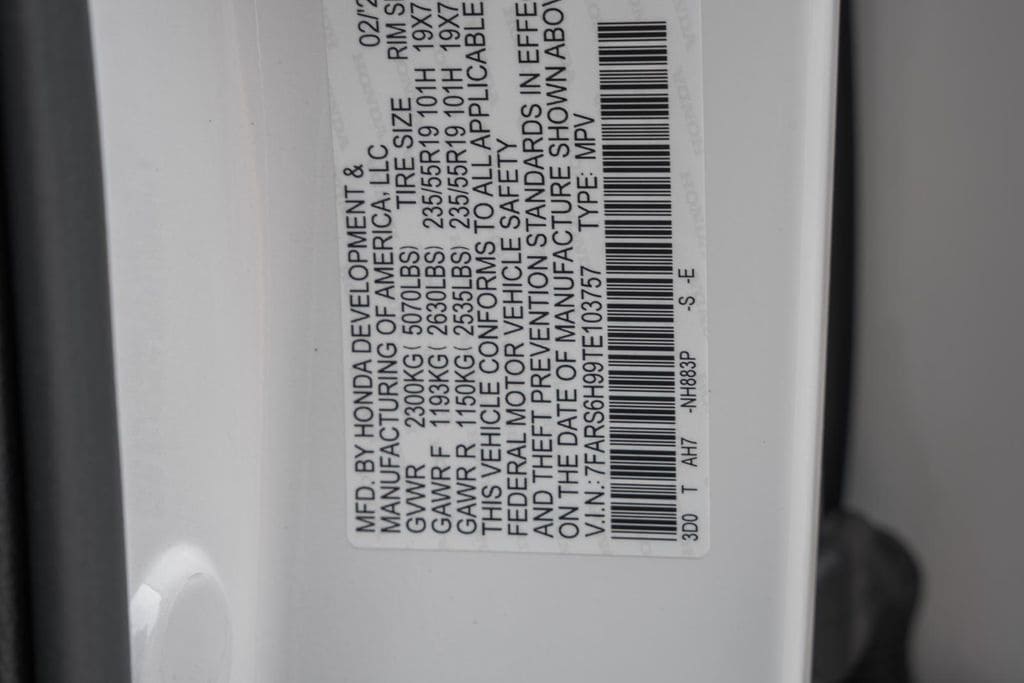 MFD. BY HONDA DEVELOPMENT &
MANUFACTURING OF AMERICA, LLC 02/'2
TIRE SIZE RIM SI
GVWR 2300KG( 5070LBS) 235/55R19 101H 19X7
GAWR F 1193KG( 2630LBS) 235/55R19 101H 19X7
GAWR R 1150KG( 2535LBS)
THIS VEHICLE CONFORMS TO ALL APPLICABLE
FEDERAL MOTOR VEHICLE SAFETY
AND THEFT PREVENTION STANDARDS IN EFFE
ON THE DATE OF MANUFACTURE SHOWN ABOV
V.I.N.: 7FARS6H99TE103757 TYPE: MPV
3D0 T AH7 -NH883P -S -E